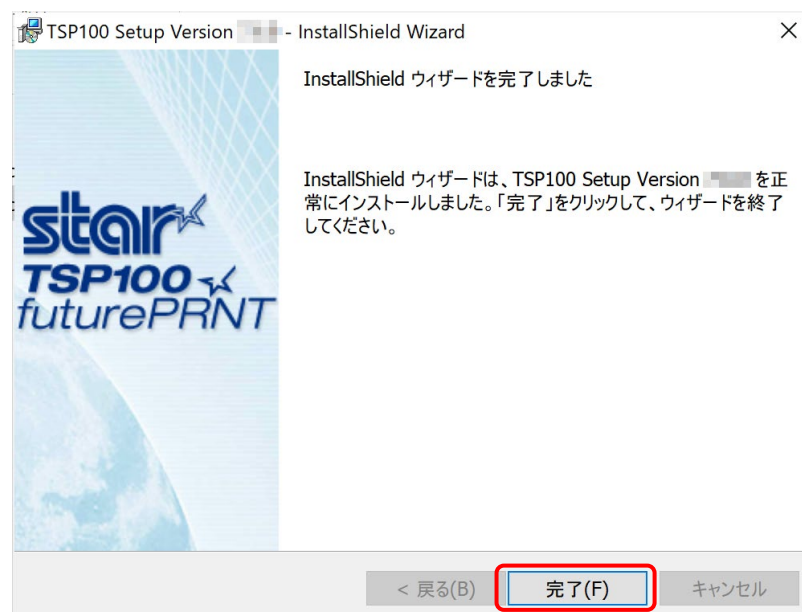 TSP100 Setup Version - InstallShield Wizard
InstallShield ウィザードを完了しました
InstallShield ウィザードは、TSP100 Setup Version を正
常にインストールしました。「完了」をクリックして、ウィザードを終了
してください。
star
TSP100
futurePRNT
< 戻る(B)
完了(F)
キャンセル